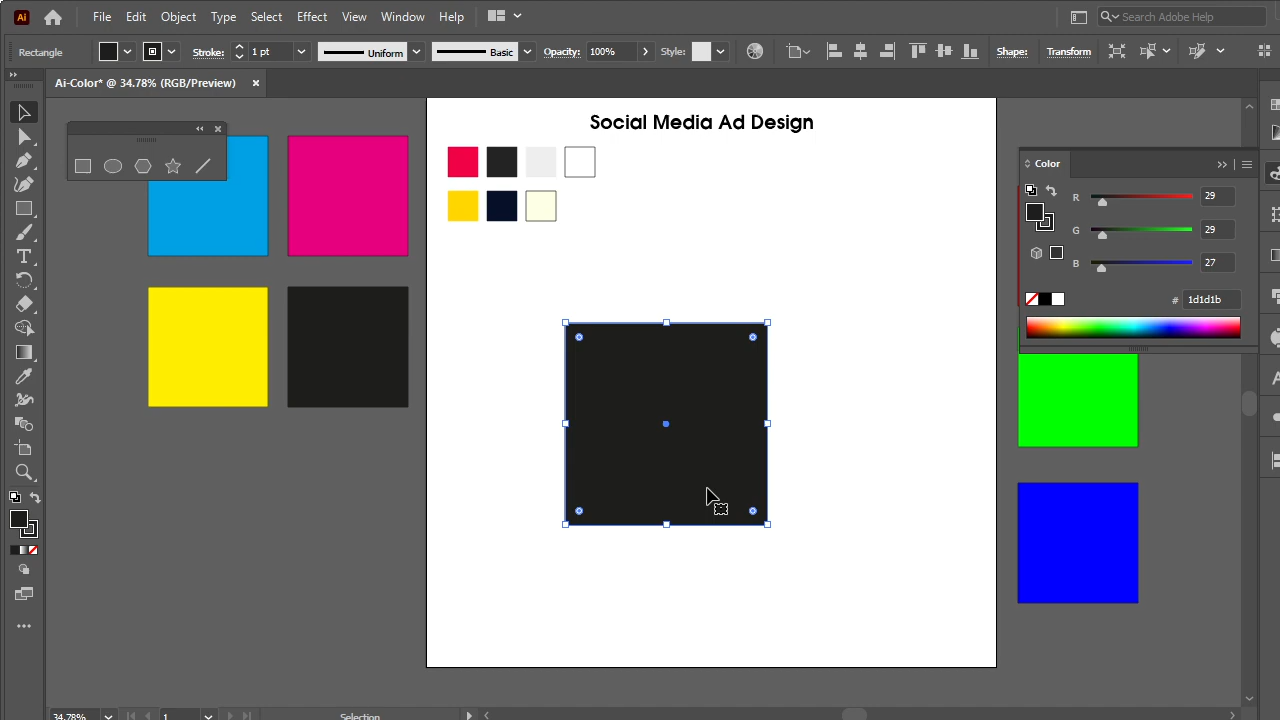 Ai File Edit Object Type Select Effect View Window Help Search Adobe Help
Rectangle Stroke: 1 pt Uniform Basic Opacity: 100% Style: Shape: Transform
Ai-Color* @ 34.78% (RGB/Preview)
Social Media Ad Design
Color
R 29
G 29
B 27
# 1d1d1b
34.78% 1 Selection